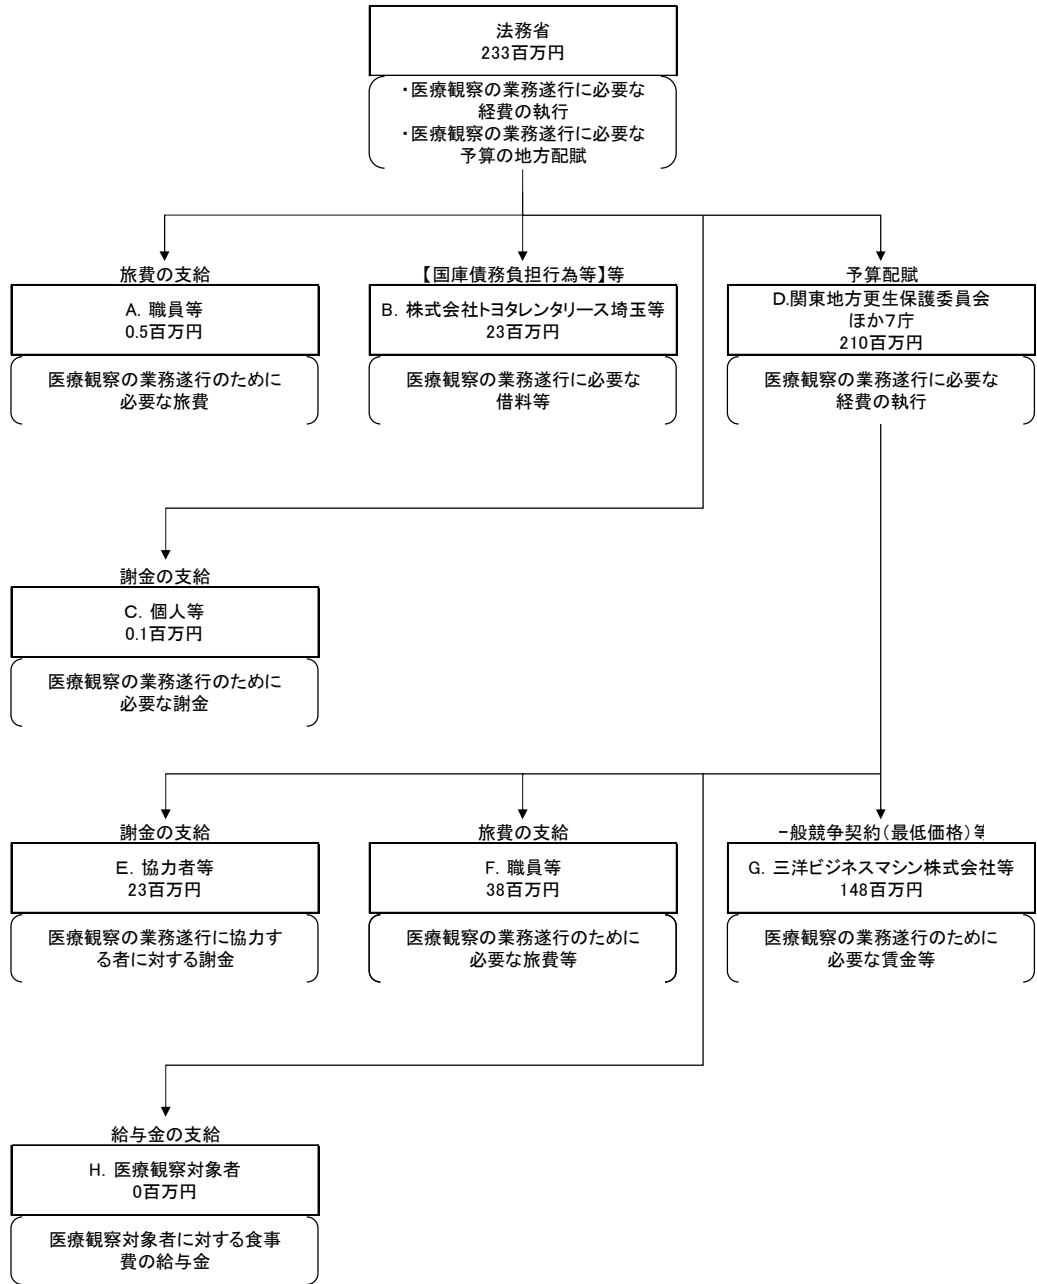 法務省
233百万円
・医療観察の業務遂行に必要な
経費の執行
・医療観察の業務遂行に必要な
予算の地方配賦
旅費の支給
A. 職員等
0.5百万円
医療観察の業務遂行のために
必要な旅費
【国庫債務負担行為等】等
B. 株式会社トヨタレンタリース埼玉等
23百万円
医療観察の業務遂行に必要な
借料等
予算配賦
D.関東地方更生保護委員会
ほか7庁
210百万円
医療観察の業務遂行に必要な
経費の執行
謝金の支給
C. 個人等
0.1百万円
医療観察の業務遂行のために
必要な謝金
謝金の支給
E. 協力者等
23百万円
医療観察の業務遂行に協力す
る者に対する謝金
旅費の支給
F. 職員等
38百万円
医療観察の業務遂行のために
必要な旅費等
一般競争契約(最低価格)等
G. 三洋ビジネスマシン株式会社等
148百万円
医療観察の業務遂行のために
必要な賃金等
給与金の支給
H. 医療観察対象者
0百万円
医療観察対象者に対する食事
費の給与金